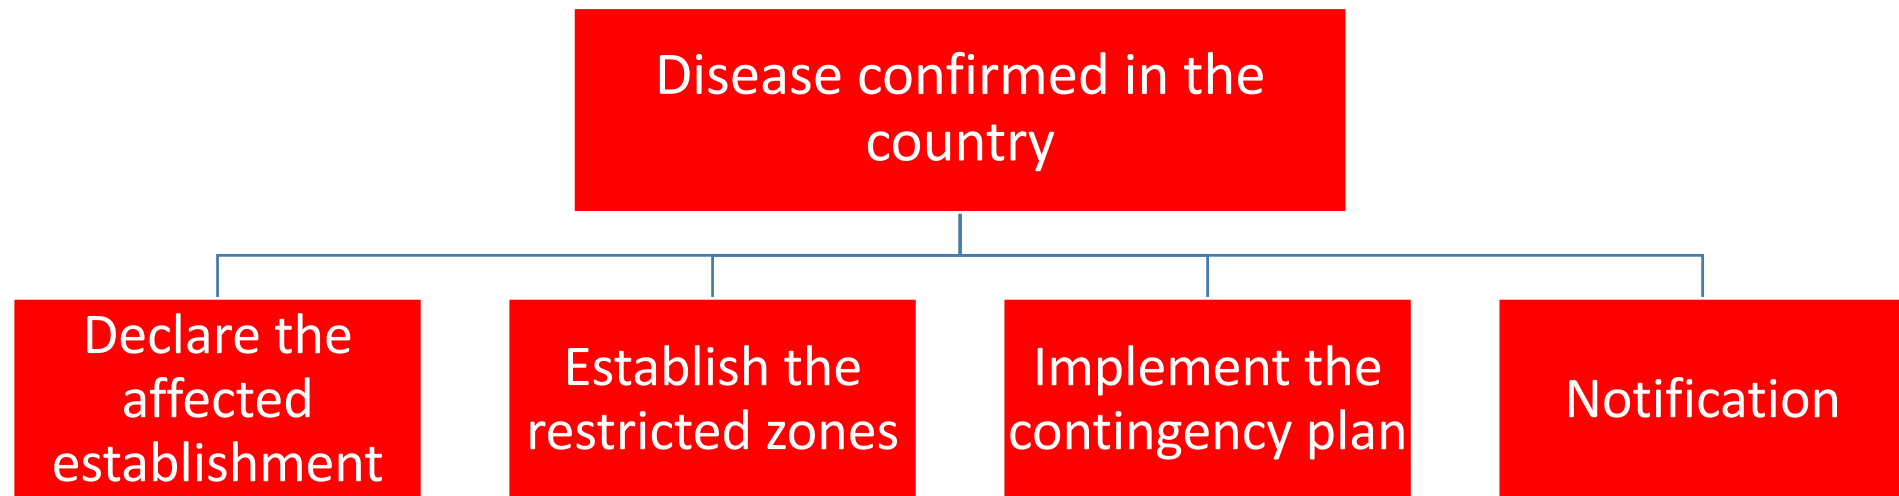 Disease confirmed in the
country
Declare the
affected
establishment
Establish the
restricted zones
Implement the
contingency plan
Notification